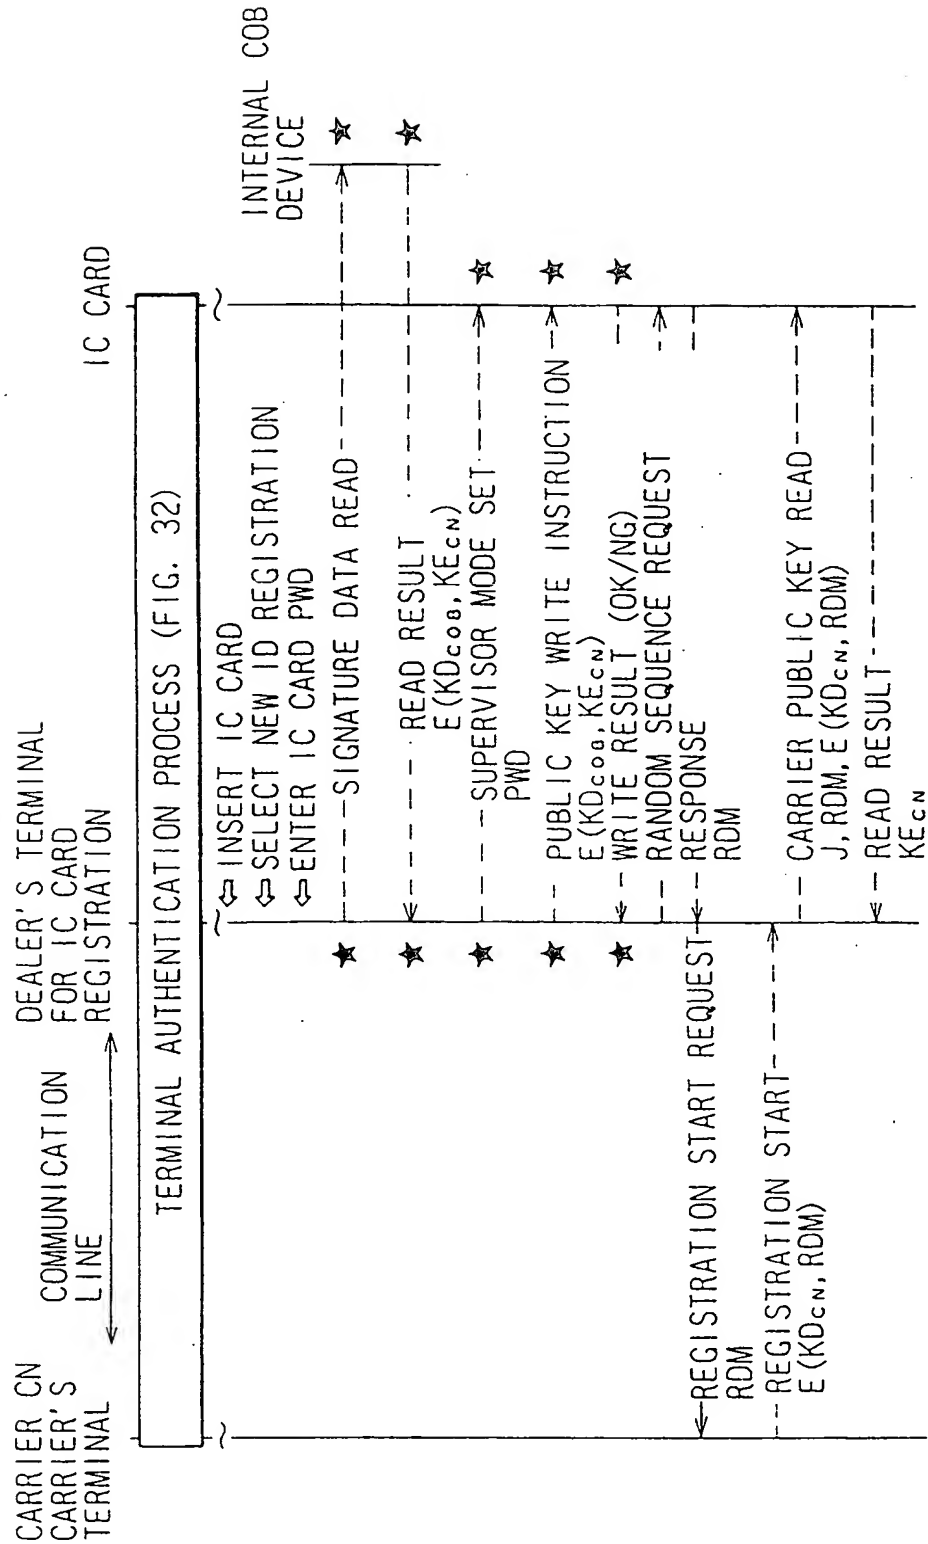 CARRIER CN
CARRIER'S
TERMINAL
COMMUNICATION
LINE
DEALER'S TERMINAL
FOR IC CARD
REGISTRATION
IC CARD
TERMINAL AUTHENTICATION PROCESS (FIG. 32)
INTERNAL COB
DEVICE
INSERT IC CARD
SELECT NEW ID REGISTRATION
ENTER IC CARD PWD
SIGNATURE DATA READ
READ RESULT
E(KDCOB, KECN)
SUPERVISOR MODE SET
PWD
PUBLIC KEY WRITE INSTRUCTION
E(KDCOB, KECN)
WRITE RESULT (OK/NG)
RANDOM SEQUENCE REQUEST
RESPONSE
RDM
REGISTRATION START REQUEST
RDM
REGISTRATION START
E(KDCN, RDM)
CARRIER PUBLIC KEY READ
J, RDM, E(KDCN, RDM)
READ RESULT
KECN